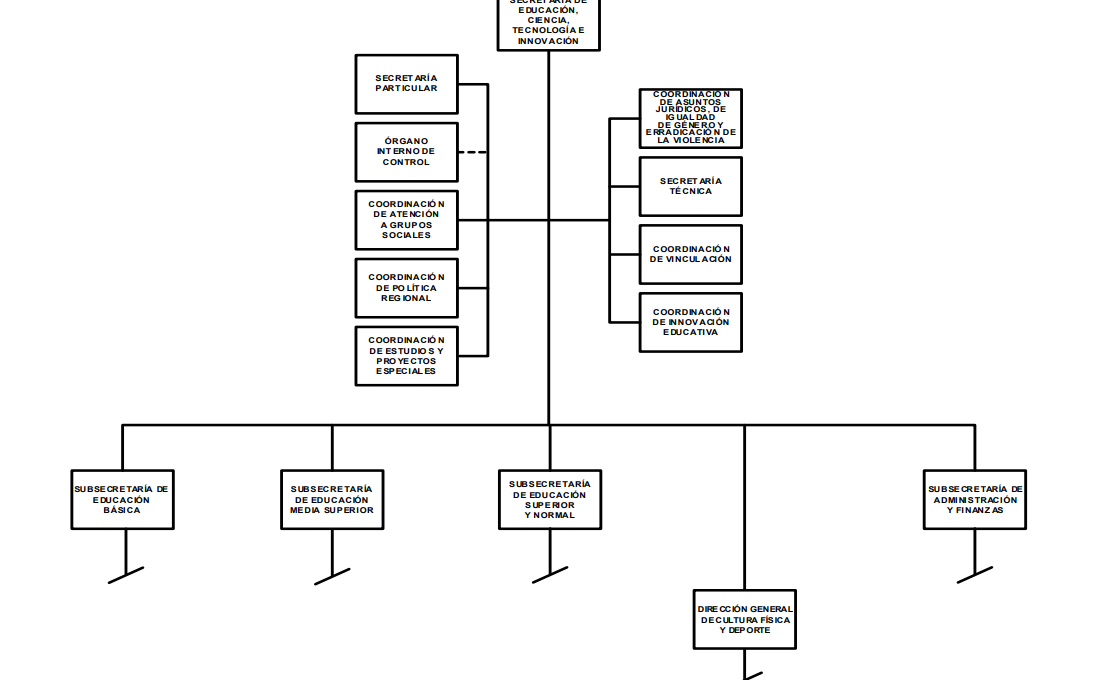 SECRETARÍA DE
EDUCACIÓN,
CIENCIA,
TECNOLOGÍA E
INNOVACIÓN
SECRETARÍA
PARTICULAR
ÓRGANO
INTERNO DE
CONTROL
COORDINACIÓN
DE ATENCIÓN
A GRUPOS
SOCIALES
COORDINACIÓN
DE POLÍTICA
REGIONAL
COORDINACIÓN
DE ESTUDIOS Y
PROYECTOS
ESPECIALES
COORDINACIÓN
DE ASUNTOS
JURÍDICOS, DE
IGUALDAD
DE GÉNERO Y
ERRADICACIÓN DE
LA VIOLENCIA
SECRETARÍA
TÉCNICA
COORDINACIÓN
DE VINCULACIÓN
COORDINACIÓN
DE INNOVACIÓN
EDUCATIVA
SUBSECRETARÍA DE
EDUCACIÓN
BÁSICA
SUBSECRETARÍA
DE EDUCACIÓN
MEDIA SUPERIOR
SUBSECRETARÍA
DE EDUCACIÓN
SUPERIOR
Y NORMAL
SUBSECRETARÍA DE
ADMINISTRACIÓN
Y FINANZAS
DIRECCIÓN GENERAL
DE CULTURA FÍSICA
Y DEPORTE